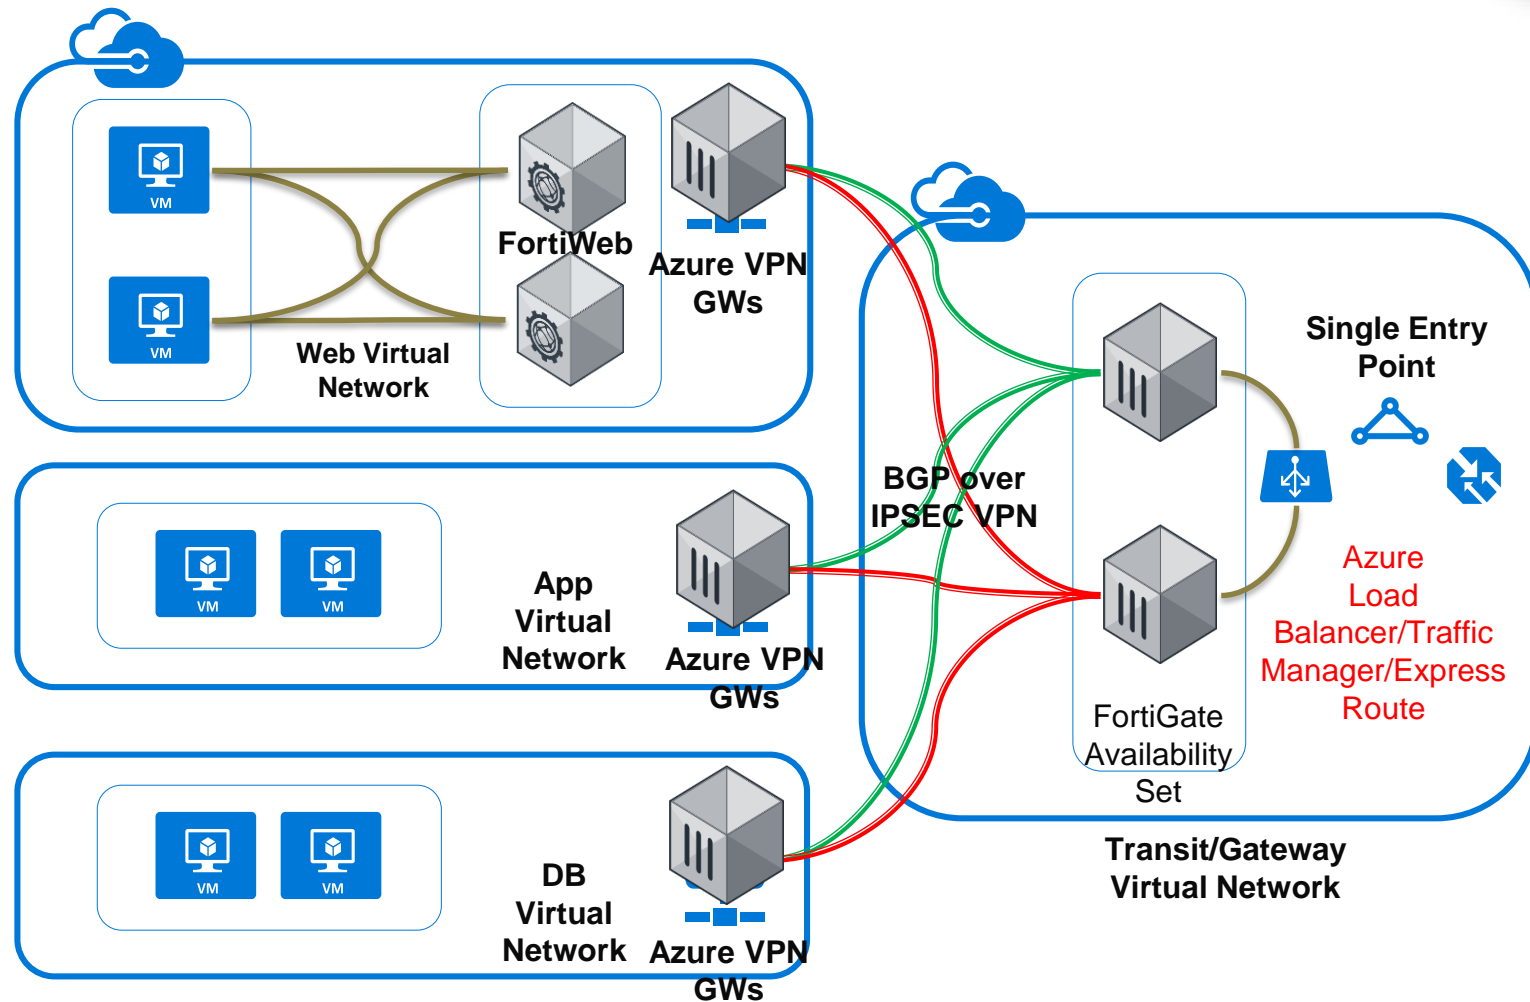 VM
VM
FortiWeb
Web Virtual
Network
Azure VPN
GWs
VM
VM
App
Virtual
Network
Azure VPN
GWs
VM
VM
DB
Virtual
Network
Azure VPN
GWs
BGP over
IPSEC VPN
FortiGate
Availability
Set
Single Entry
Point
Azure
Load
Balancer/Traffic
Manager/Express
Route
Transit/Gateway
Virtual Network